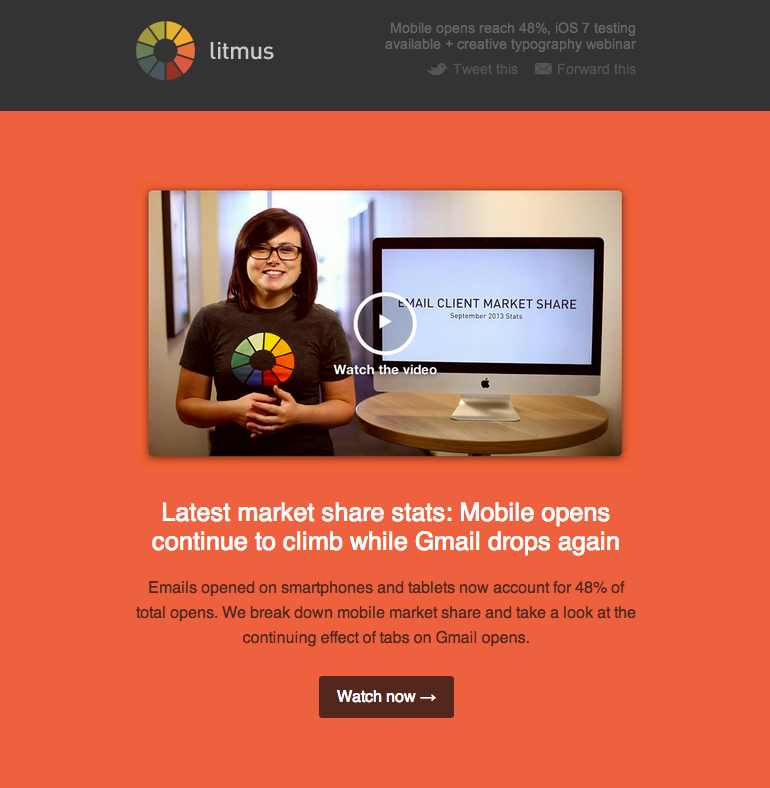 litmus
Mobile opens reach 48%, iOS 7 testing
available + creative typography webinar
Tweet this
Forward this
EMAIL CLIENT MARKET SHARE
September 2013 Stats
Watch the video
Latest market share stats: Mobile opens
continue to climb while Gmail drops again
Emails opened on smartphones and tablets now account for 48% of
total opens. We break down mobile market share and take a look at the
continuing effect of tabs on Gmail opens.
Watch now →